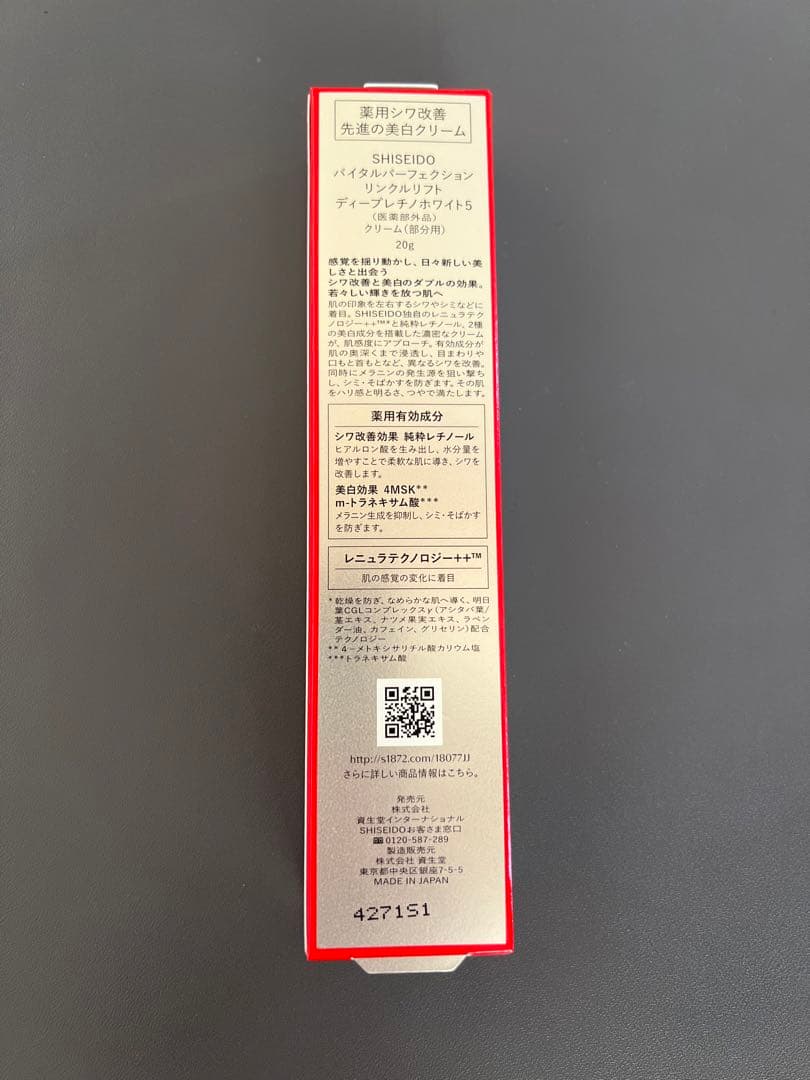 薬用シワ改善
先進の美白クリーム
SHISEIDO
バイタルパーフェクション
リンクルリフト
ディープレチノホワイト5
（医薬部外品）
クリーム（部分用）
20g
感覚を揺り動かし、日々新しい美
しさと出会う
シワ改善と美白のダブルの効果。
若々しい輝きを放つ肌へ
肌の印象を左右するシワやシミなどに
着目。SHISEIDO独自のレニュラテク
ノロジー++™*と純粋レチノール、2種
の美白成分を搭載した濃密なクリーム
が、肌感度にアプローチ。有効成分が
肌の奥深くまで浸透し、目まわりや
口もと首もとなど、異なるシワを改善。
同時にメラニンの発生源を狙い撃ち
し、シミ・そばかすを防ぎます。その肌
をハリ感と明るさ、つやで満たします。
薬用有効成分
シワ改善効果 純粋レチノール
ヒアルロン酸を生み出し、水分量を
増やすことで柔軟な肌に導き、シワを
改善します。
美白効果 4MSK**
m-トラネキサム酸***
メラニン生成を抑制し、シミ・そばかす
を防ぎます。
レニュラテクノロジー++™
肌の感覚の変化に着目
*乾燥を防ぎ、なめらかな肌へ導く、明日
葉CGLコンプレックスγ（アシタバ葉/
茎エキス、ナツメ果実エキス、ラベン
ダー油、カフェイン、グリセリン）配合
テクノロジー
**4−メトキシサリチル酸カリウム塩
***トラネキサム酸
http://s1872.com/18077JJ
さらに詳しい商品情報はこちら。
発売元
株式会社
資生堂インターナショナル
SHISEIDOお客さま窓口
0120-587-289
製造販売元
株式会社 資生堂
東京都中央区銀座7-5-5
MADE IN JAPAN
4271S1